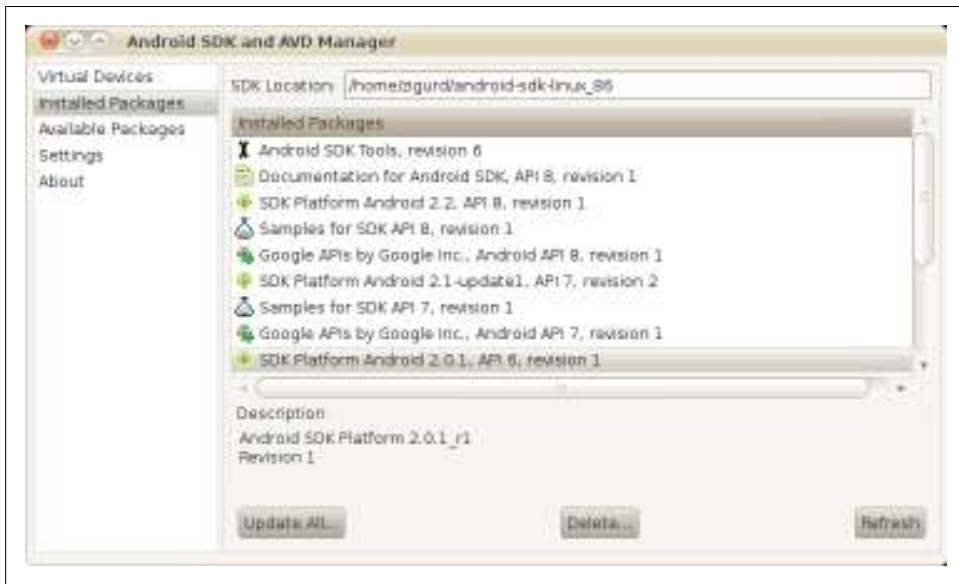 Android SDK and AVD Manager
Virtual Devices
Installed Packages
Available Packages
Settings
About
SDK Location /home/zigurd/android-sdk-linux_86
Installed Packages
Android SDK Tools, revision 6
Documentation for Android SDK, API 8, revision 1
SDK Platform Android 2.2, API 8, revision 1
Samples for SDK API 8, revision 1
Google APIs by Google Inc., Android API 8, revision 1
SDK Platform Android 2.1-update1, API 7, revision 2
Samples for SDK API 7, revision 1
Google APIs by Google Inc., Android API 7, revision 1
SDK Platform Android 2.0.1, API 6, revision 1
Description
Android SDK Platform 2.0.1_r1
Revision 1
Update All...
Delete...
Refresh